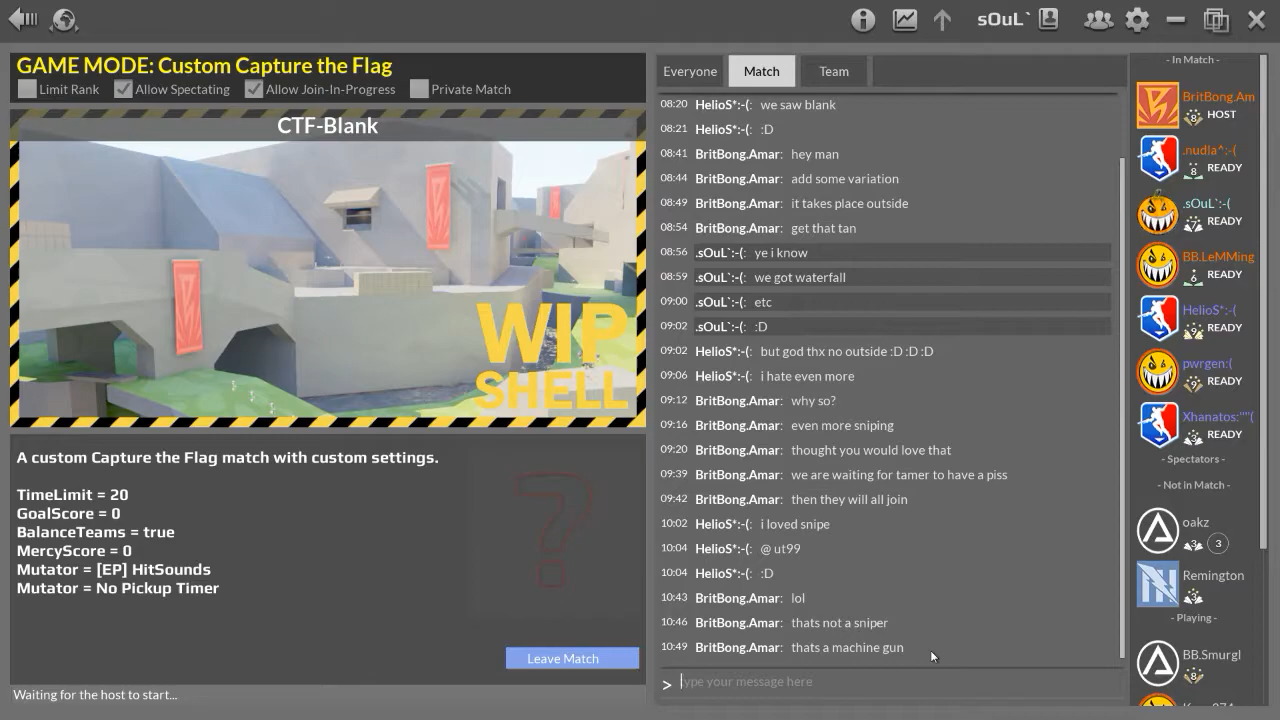 sOuL`
GAME MODE: Custom Capture the Flag
Limit Rank
Allow Spectating
Allow Join-In-Progress
Private Match
CTF-Blank
WIP
SHELL
A custom Capture the Flag match with custom settings.
TimeLimit = 20
GoalScore = 0
BalanceTeams = true
MercyScore = 0
Mutator = [EP] HitSounds
Mutator = No Pickup Timer
Leave Match
Waiting for the host to start...
Everyone
Match
Team
08:20 HelioS*:-(: we saw blank
08:21 HelioS*:-(: :D
08:41 BritBong.Amar: hey man
08:44 BritBong.Amar: add some variation
08:49 BritBong.Amar: it takes place outside
08:54 BritBong.Amar: get that tan
08:56 .sOuL`:-(: ye i know
08:59 .sOuL`:-(: we got waterfall
09:00 .sOuL`:-(: etc
09:02 .sOuL`:-(: :D
09:02 HelioS*:-(: but god thx no outside :D :D :D
09:06 HelioS*:-(: i hate even more
09:12 BritBong.Amar: why so?
09:16 BritBong.Amar: even more sniping
09:20 BritBong.Amar: thought you would love that
09:39 BritBong.Amar: we are waiting for tamer to have a piss
09:42 BritBong.Amar: then they will all join
10:02 HelioS*:-(: i loved snipe
10:04 HelioS*:-(: @ ut99
10:04 HelioS*:-(: :D
10:43 BritBong.Amar: lol
10:46 BritBong.Amar: thats not a sniper
10:49 BritBong.Amar: thats a machine gun
> Type your message here
- In Match -
BritBong.Am
8 HOST
.nudla^:-(
8 READY
.sOuL`:-(
7 READY
BB.LeMMing
6 READY
HelioS*:-(
9 READY
pwrgen:(
READY
Xhanatos:""(
3 READY
- Spectators -
- Not in Match -
oakz
3 3
Remington
- Playing -
BB.Smurgl
8